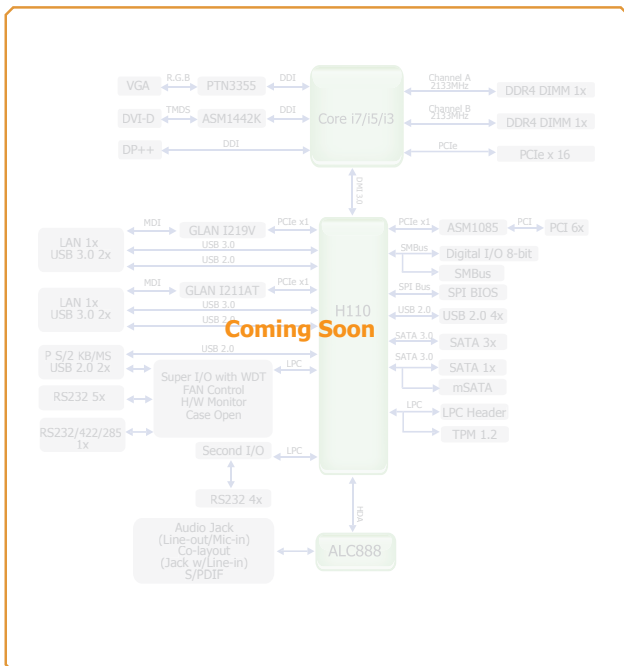 R.G.B
VGA
PTN3355
DDI
TMDS
DVI-D
ASM1442K
DDI
DP++
DDI
Core i7/i5/i3
Channel A
2133MHz
DDR4 DIMM 1x
Channel B
2133MHz
DDR4 DIMM 1x
PCIe
PCIe x 16
DMI 3.0
LAN 1x
USB 3.0 2x
MDI
GLAN I219V
PCIe x1
USB 3.0
USB 2.0
LAN 1x
USB 3.0 2x
MDI
GLAN I211AT
PCIe x1
USB 3.0
USB 2.0
H110
Coming Soon
PCIe x1
ASM1085
PCI
PCI 6x
SMBus
Digital I/O 8-bit
SMBus
SPI Bus
SPI BIOS
USB 2.0
USB 2.0 4x
SATA 3.0
SATA 3x
SATA 3.0
SATA 1x
mSATA
LPC
LPC Header
TPM 1.2
P S/2 KB/MS
USB 2.0 2x
USB 2.0
RS232 5x
RS232/422/285
1x
Super I/O with WDT
FAN Control
H/W Monitor
Case Open
LPC
Second I/O
LPC
RS232 4x
HDA
Audio Jack
(Line-out/Mic-in)
Co-layout
(Jack w/Line-in)
S/PDIF
ALC888